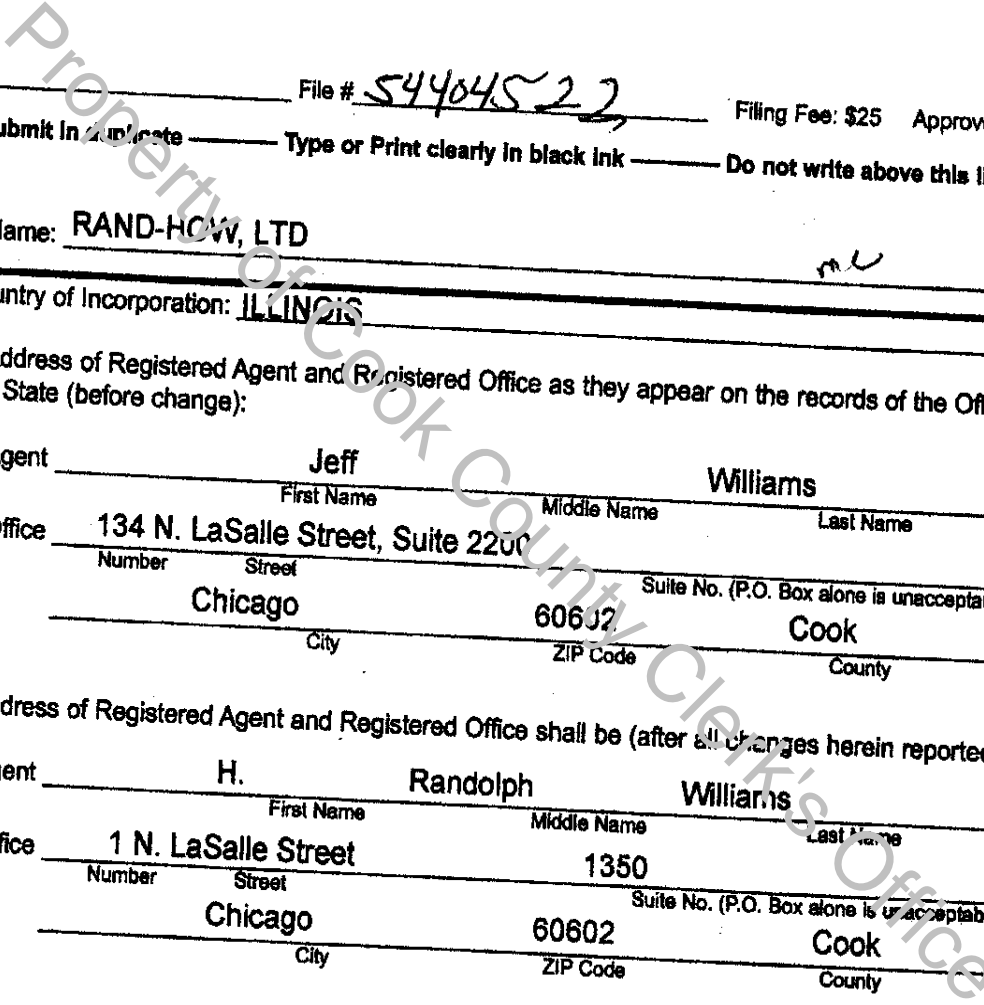 File # 54404522 Filing Fee: $25 Approv
ubmit in duplicate Type or Print clearly in black ink Do not write above this li
lame: RAND-HOW, LTD
untry of Incorporation: ILLINOIS
ddress of Registered Agent and Registered Office as they appear on the records of the Off
State (before change):
gent Jeff Williams
First Name Middle Name Last Name
ffice 134 N. LaSalle Street, Suite 2200
Number Street Suite No. (P.O. Box alone is unaccepta
Chicago 60602 Cook
City ZIP Code County
dress of Registered Agent and Registered Office shall be (after all changes herein reported
ent H. Randolph Williams
First Name Middle Name Last Name
fice 1 N. LaSalle Street 1350
Number Street Suite No. (P.O. Box alone is unacceptab
Chicago 60602 Cook
City ZIP Code County
Property of Cook County Clerk's Office